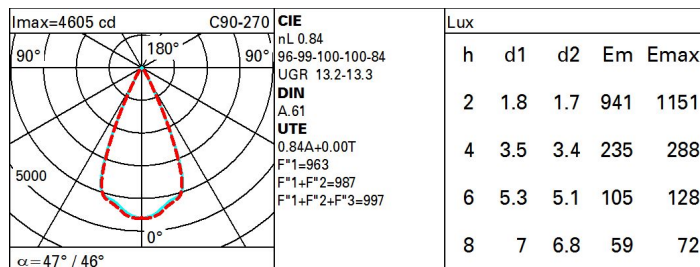 Imax=4605 cd C90-270
90° 180° 90°
5000
0°
α=47° / 46°
CIE
nL 0.84
96-99-100-100-84
UGR 13.2-13.3
DIN
A.61
UTE
0.84A+0.00T
F"1=963
F"1+F"2=987
F"1+F"2+F"3=997
Lux
h d1 d2 Em Emax
2 1.8 1.7 941 1151
4 3.5 3.4 235 288
6 5.3 5.1 105 128
8 7 6.8 59 72